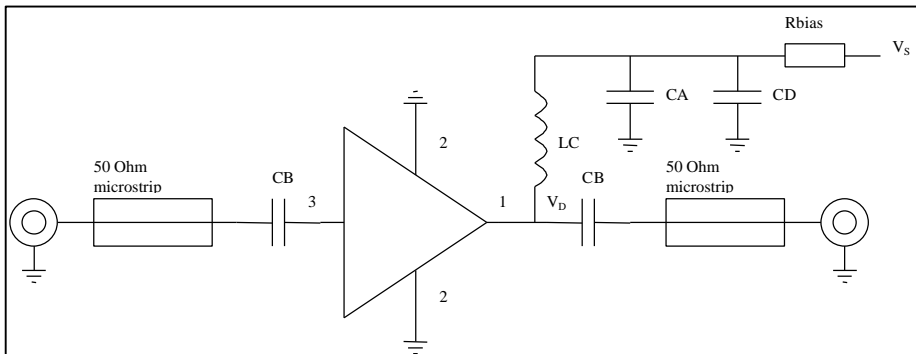 Rbias
V_S
CA
CD
2
LC
50 Ohm
microstrip
CB
3
1
V_D
CB
50 Ohm
microstrip
2